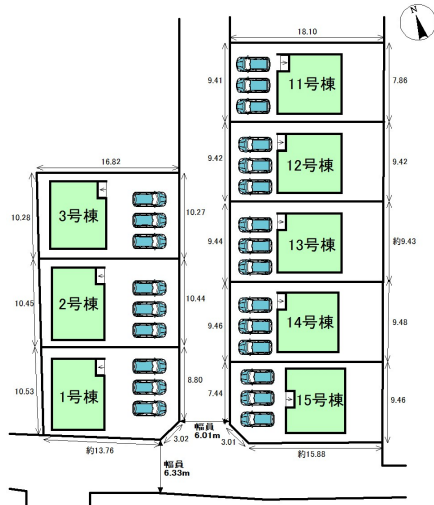 N
18.10
9.41
11号棟
7.86
9.42
12号棟
9.42
16.82
10.28
3号棟
10.27
9.44
13号棟
約9.43
10.45
2号棟
10.44
9.46
14号棟
9.48
10.53
1号棟
8.80
7.44
15号棟
9.46
3.02
幅員
6.01m
3.01
約13.76
約15.88
幅員
6.33m